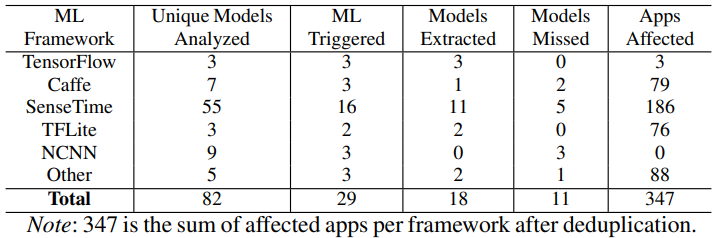 ML Framework | Unique Models Analyzed | ML Triggered | Models Extracted | Models Missed | Apps Affected
TensorFlow | 3 | 3 | 3 | 0 | 3
Caffe | 7 | 3 | 1 | 2 | 79
SenseTime | 55 | 16 | 11 | 5 | 186
TFLite | 3 | 2 | 2 | 0 | 76
NCNN | 9 | 3 | 0 | 3 | 0
Other | 5 | 3 | 2 | 1 | 88
Total | 82 | 29 | 18 | 11 | 347
Note: 347 is the sum of affected apps per framework after deduplication.